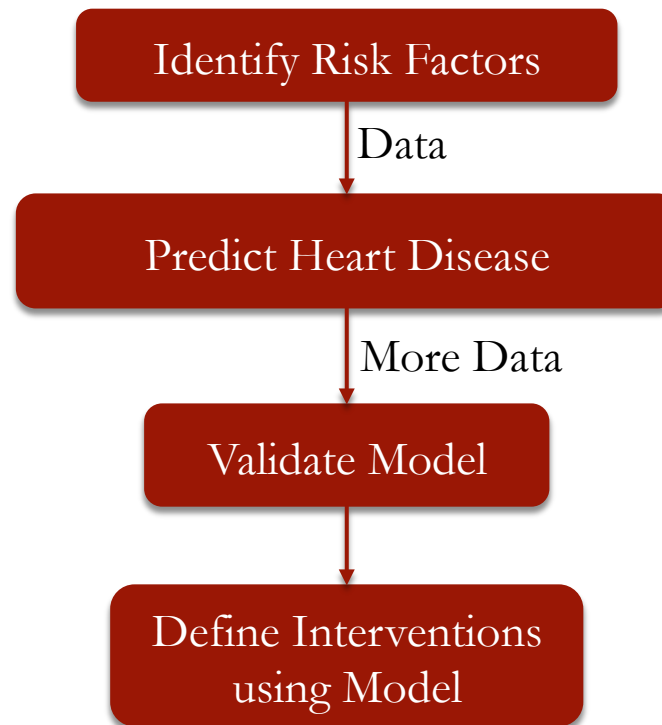 Identify Risk Factors
Data
Predict Heart Disease
More Data
Validate Model
Define Interventions
using Model